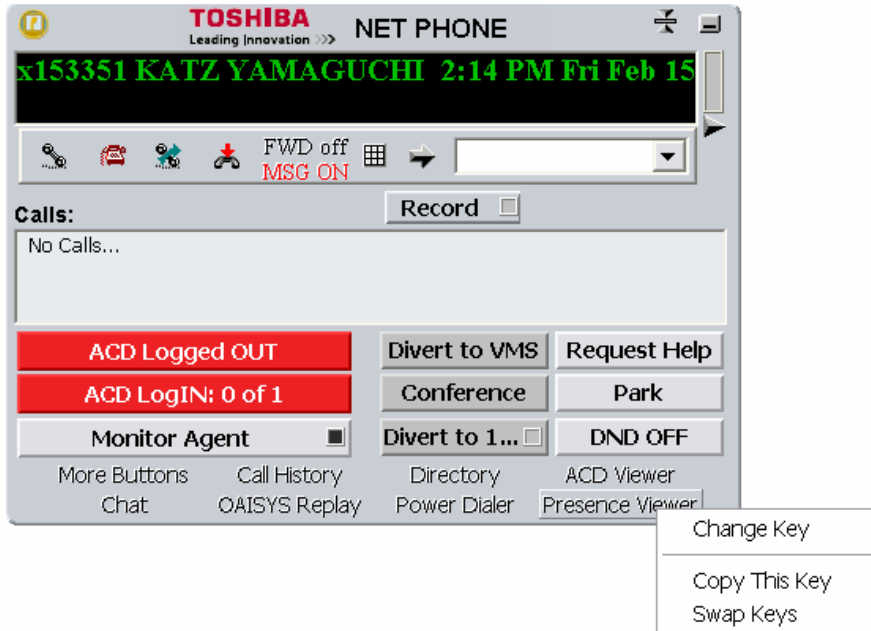 TOSHIBA
Leading Innovation >>>
NET PHONE
x153351 KATZ YAMAGUCHI 2:14 PM Fri Feb 15
FWD off
MSG ON
Calls:
Record
No Calls...
ACD Logged OUT
Divert to VMS
Request Help
ACD LogIN: 0 of 1
Conference
Park
Monitor Agent
Divert to 1...
DND OFF
More Buttons
Call History
Directory
ACD Viewer
Chat
OAISYS Replay
Power Dialer
Presence Viewer
Change Key
Copy This Key
Swap Keys